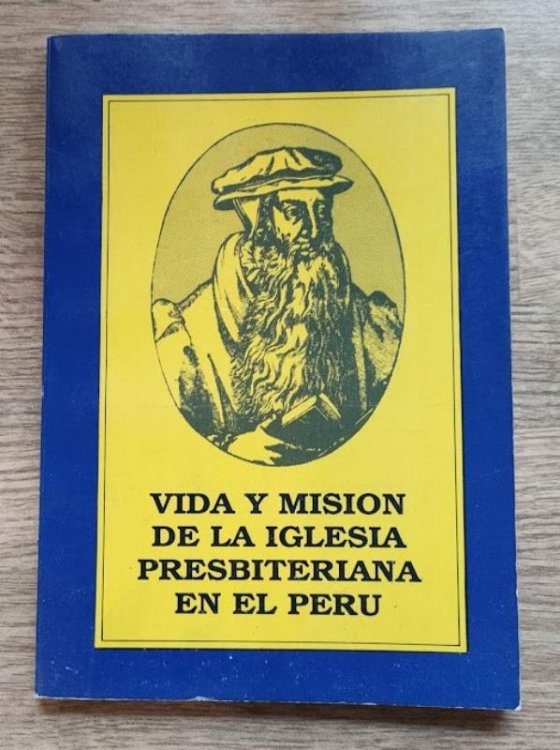 VIDA Y MISION
DE LA IGLESIA
PRESBITERIANA
EN EL PERU